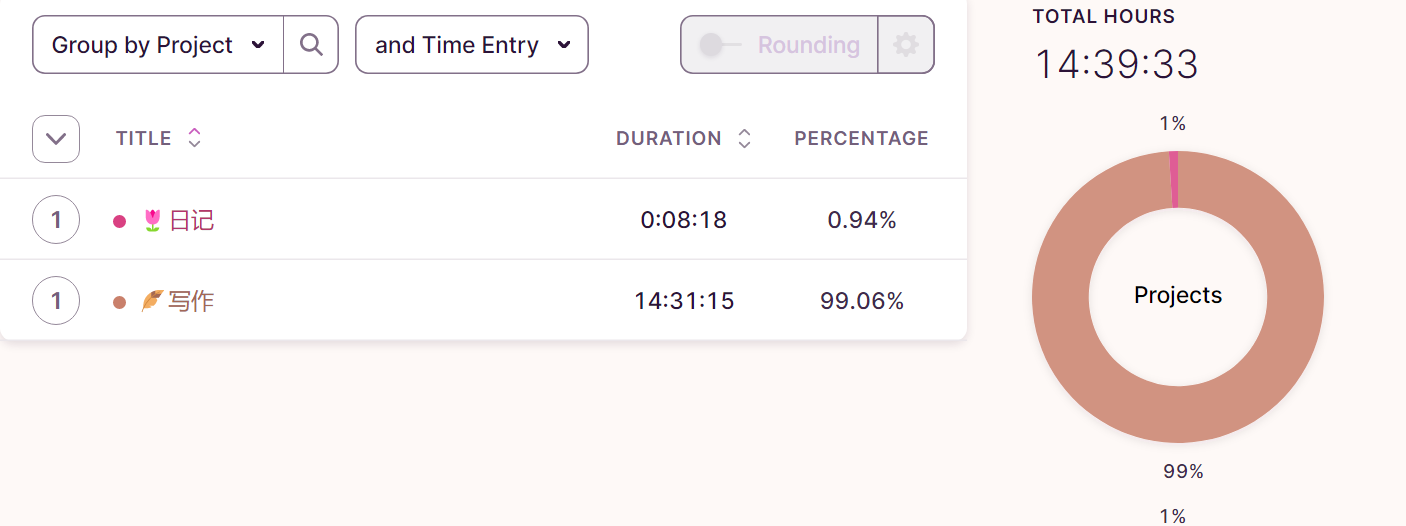 Group by Project
and Time Entry
Rounding
TITLE
DURATION
PERCENTAGE
1
🌷日记
0:08:18
0.94%
1
🍂写作
14:31:15
99.06%
TOTAL HOURS
14:39:33
1%
Projects
99%
1%